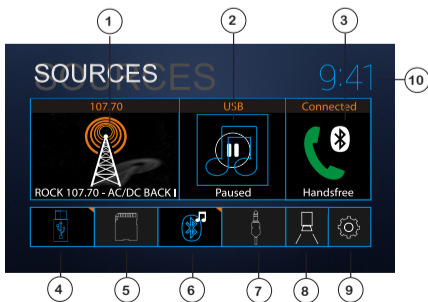 1 2 3
SOURCES 9:41
10
107.70 USB Connected
ROCK 107.70 - AC/DC BACK I Paused Handsfree
4 5 6 7 8 9